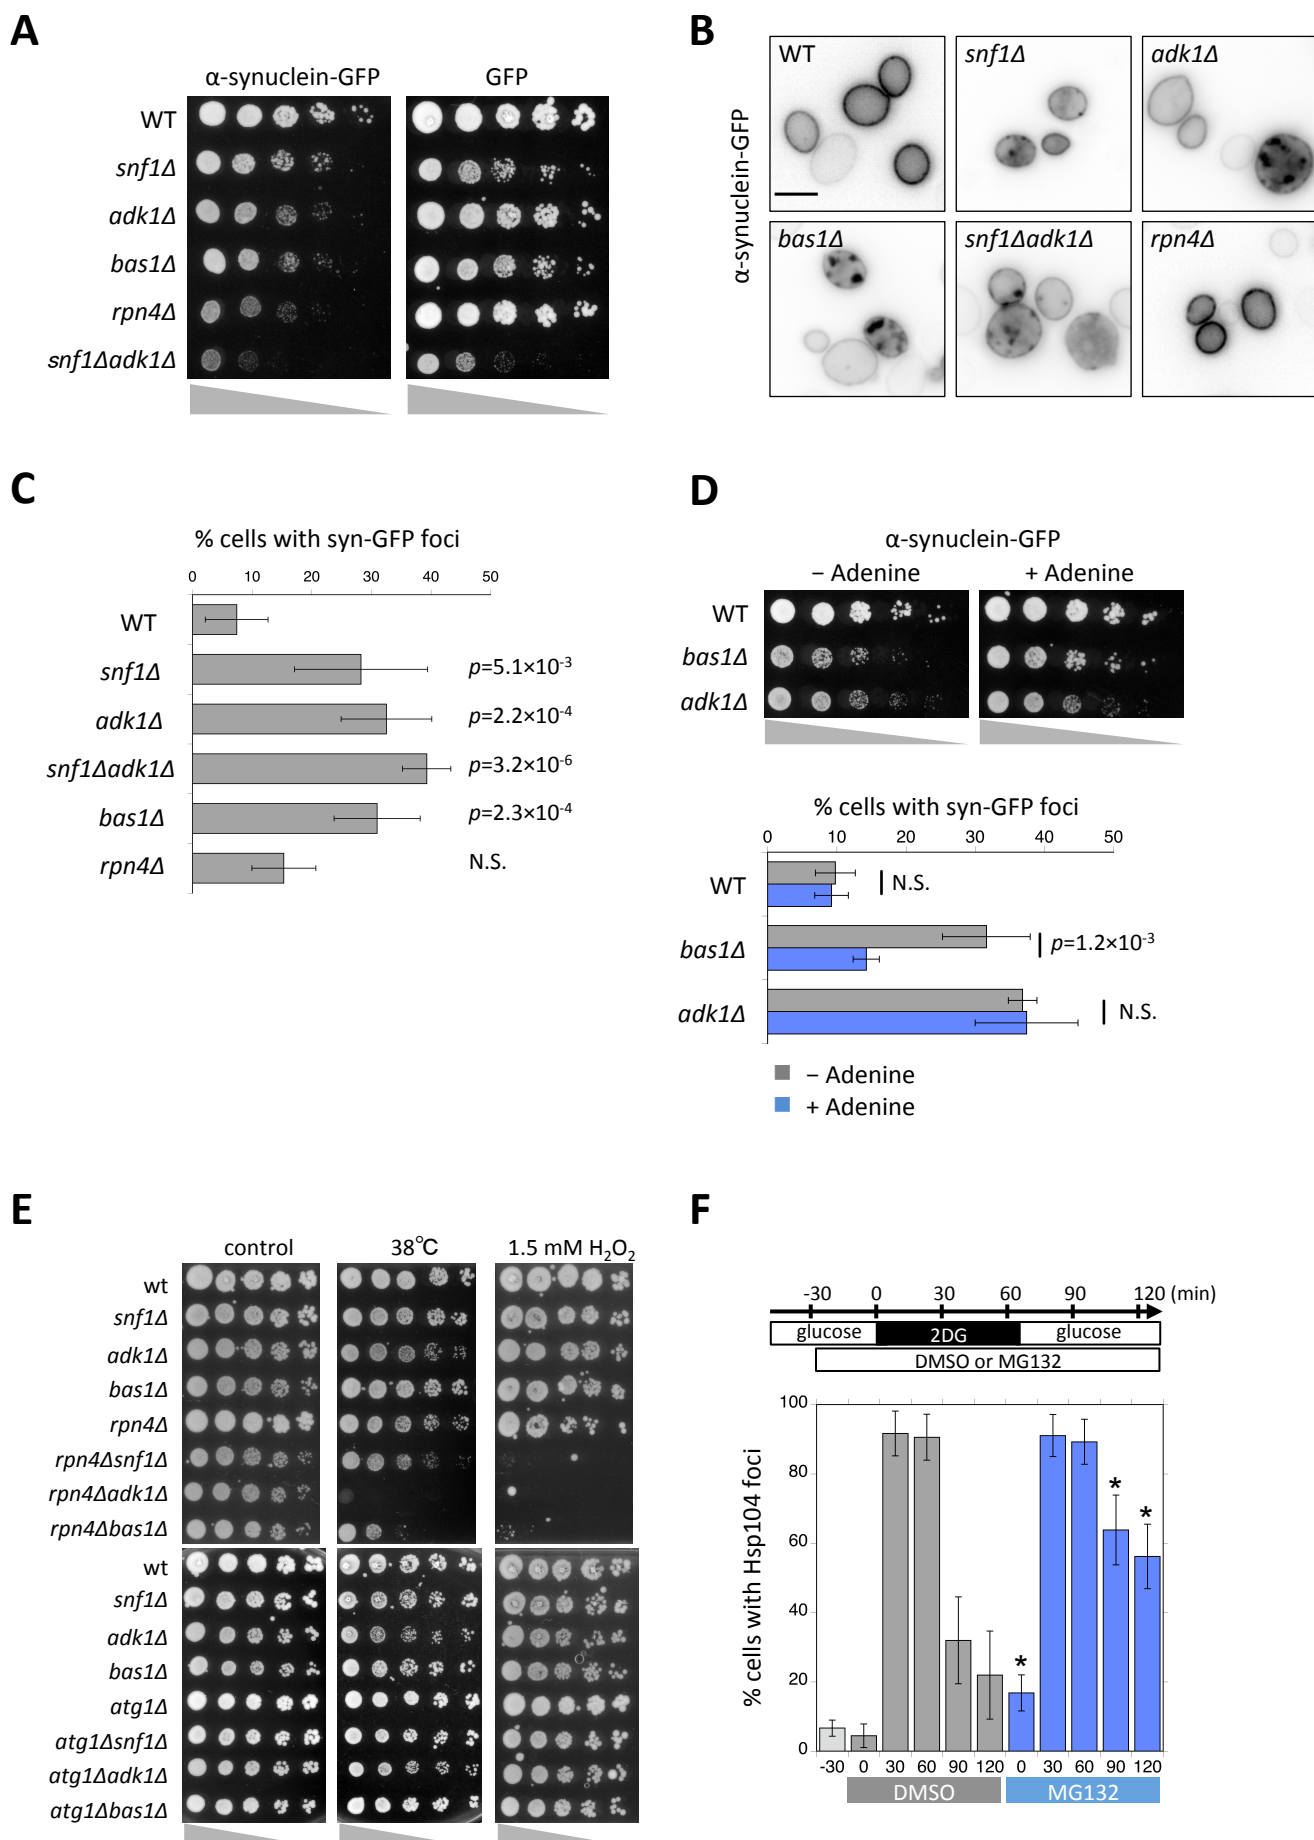 A
α-synuclein-GFP
GFP
WT
snf1Δ
adk1Δ
bas1Δ
rpn4Δ
snf1Δadk1Δ
B
α-synuclein-GFP
WT
snf1Δ
adk1Δ
bas1Δ
snf1Δadk1Δ
rpn4Δ
C
% cells with syn-GFP foci
0 10 20 30 40 50
WT
snf1Δ p=5.1×10-3
adk1Δ p=2.2×10-4
snf1Δadk1Δ p=3.2×10-6
bas1Δ p=2.3×10-4
rpn4Δ N.S.
D
α-synuclein-GFP
− Adenine + Adenine
WT
bas1Δ
adk1Δ
% cells with syn-GFP foci
0 10 20 30 40 50
WT N.S.
bas1Δ p=1.2×10-3
adk1Δ N.S.
− Adenine
+ Adenine
E
control 38℃ 1.5 mM H2O2
wt
snf1Δ
adk1Δ
bas1Δ
rpn4Δ
rpn4Δsnf1Δ
rpn4Δadk1Δ
rpn4Δbas1Δ
wt
snf1Δ
adk1Δ
bas1Δ
atg1Δ
atg1Δsnf1Δ
atg1Δadk1Δ
atg1Δbas1Δ
F
-30 0 30 60 90 120 (min)
glucose 2DG glucose
DMSO or MG132
% cells with Hsp104 foci
100
80
60
40
20
0
* * *
-30 0 30 60 90 120 0 30 60 90 120
DMSO MG132